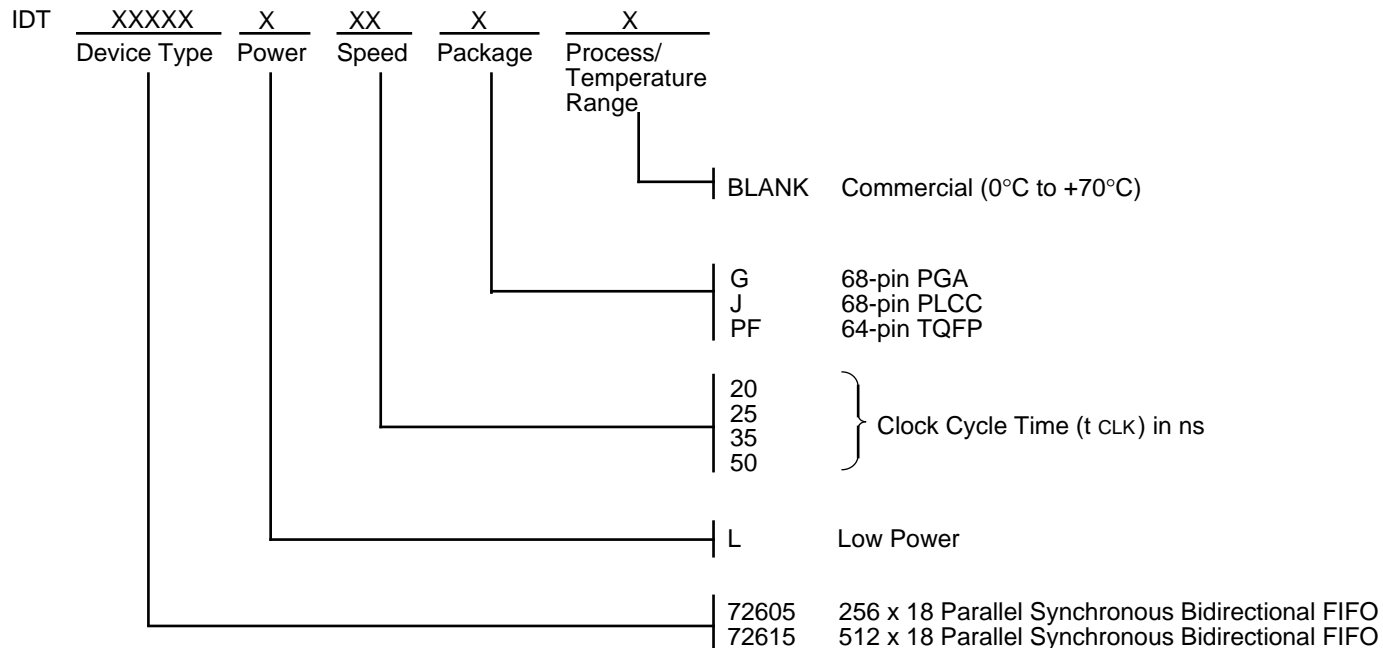 IDT XXXXX X XX X X
Device Type Power Speed Package Process/
Temperature
Range
BLANK Commercial (0°C to +70°C)
G 68-pin PGA
J 68-pin PLCC
PF 64-pin TQFP
20
25
35
50
Clock Cycle Time (t CLK) in ns
L Low Power
72605 256 x 18 Parallel Synchronous Bidirectional FIFO
72615 512 x 18 Parallel Synchronous Bidirectional FIFO